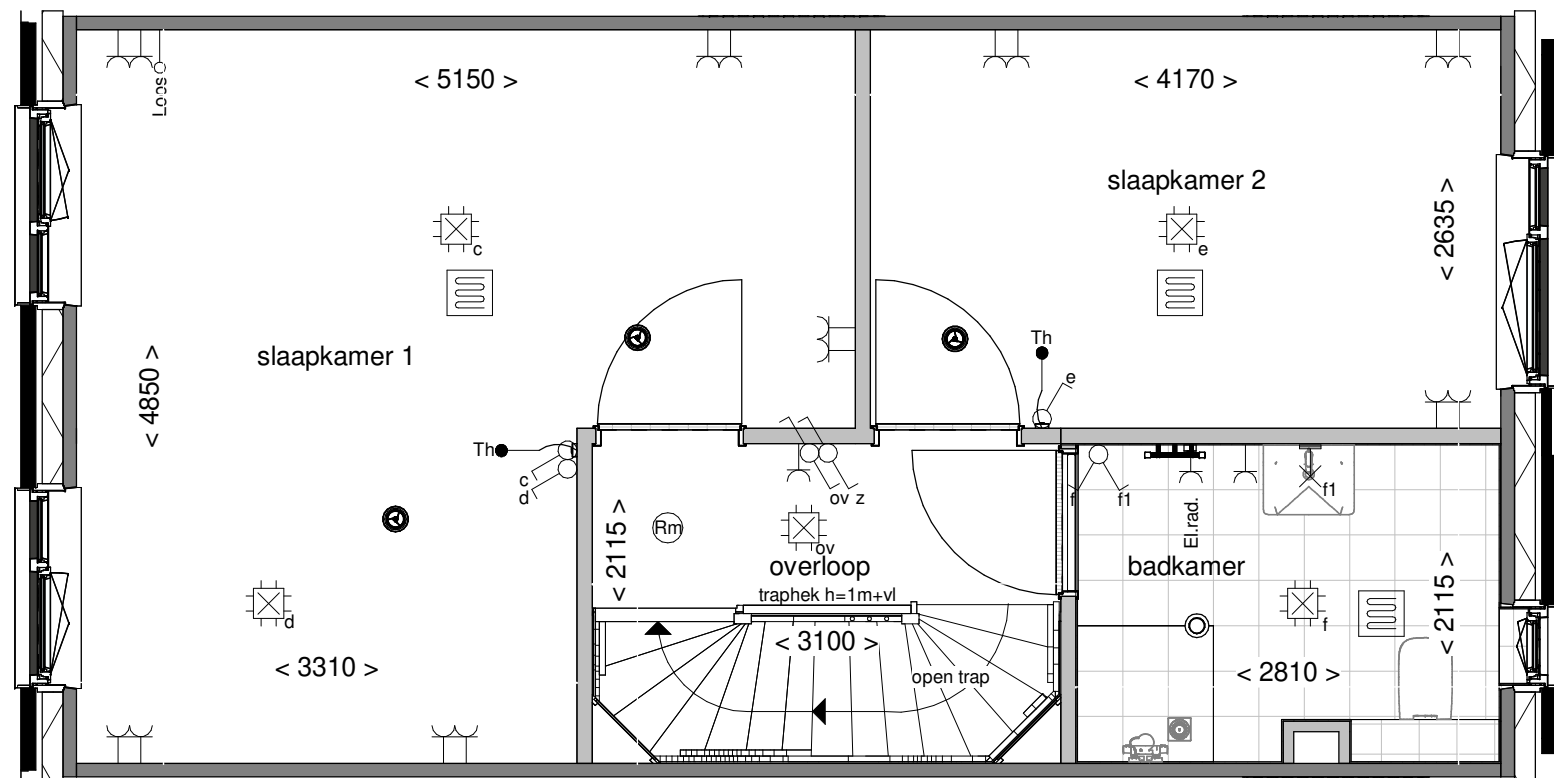 Loos
< 5150 >
< 4170 >
slaapkamer 2
< 2635 >
c
e
slaapkamer 1
< 4850 >
Th
e
Th
c
d
ov z
f
f1
f1
El.rad.
Rm
ov
< 2115 >
overloop
traphek h=1m+vl
badkamer
< 2115 >
d
f
< 3310 >
< 3100 >
open trap
< 2810 >